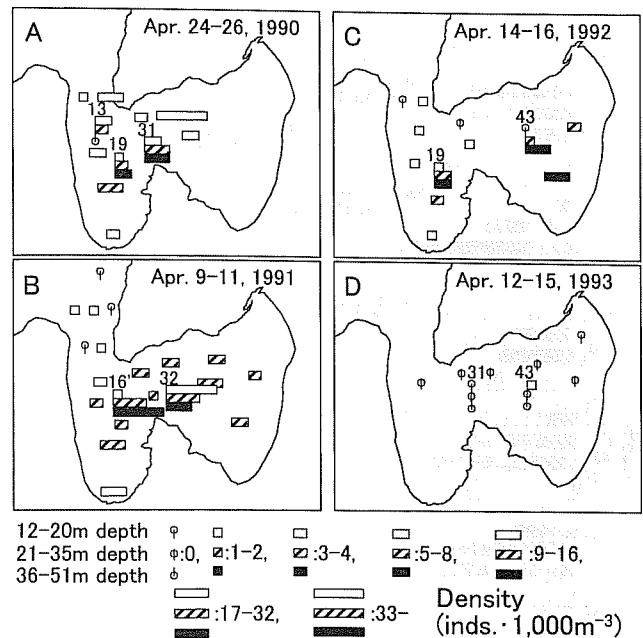 A Apr. 24-26, 1990
13
31
19
C Apr. 14-16, 1992
43
19
B Apr. 9-11, 1991
16' 32
D Apr. 12-15, 1993
31 43
12-20m depth
21-35m depth :0, :1-2, :3-4, :5-8, :9-16,
36-51m depth
:17-32, :33-
Density
(inds.·1,000m⁻³)